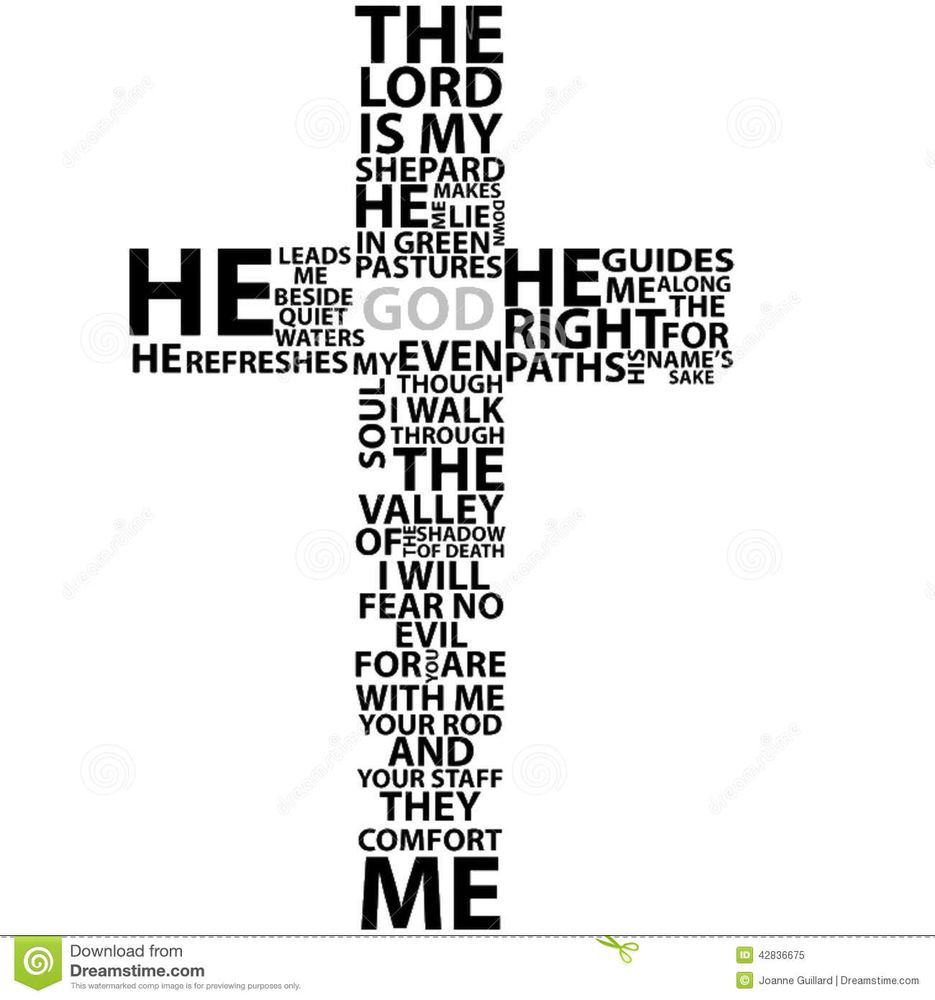 THE
LORD
IS MY
SHEPARD
HE MAKES
ME LIE DOWN
IN GREEN
PASTURES
HE LEADS
ME
BESIDE
QUIET
WATERS
HE REFRESHES MY
SOUL
GOD
HE GUIDES
ME ALONG
THE
RIGHT FOR
PATHS HIS NAME'S
SAKE
EVEN
THOUGH
I WALK
THROUGH
THE
VALLEY
OF THE SHADOW
OF DEATH
I WILL
FEAR NO
EVIL
FOR YOU ARE
WITH ME
YOUR ROD
AND
YOUR STAFF
THEY
COMFORT
ME
Download from
Dreamstime.com
This watermarked comp image is for previewing purposes only.
ID 42836675
© Joanne Guillard | Dreamstime.com